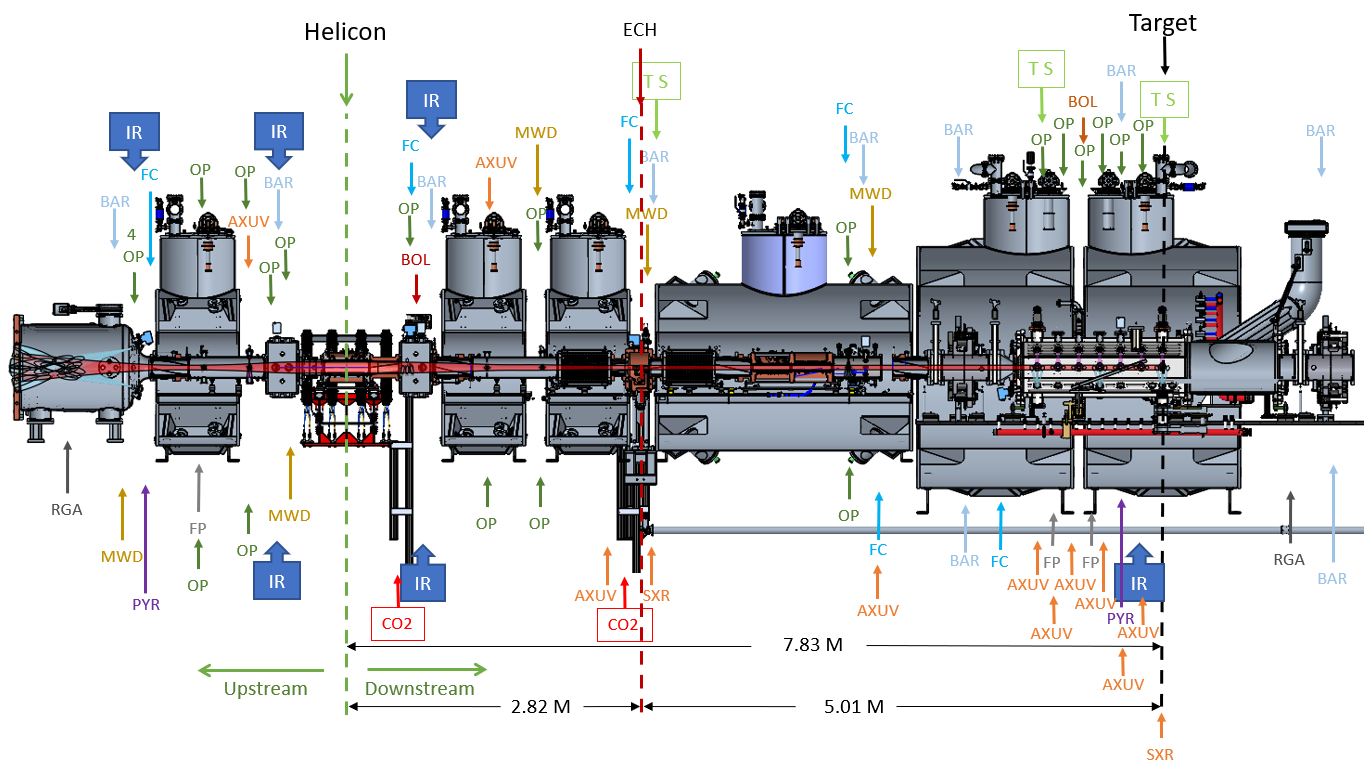 Helicon
ECH
Target
T S
T S
BAR
T S
IR
IR
IR
FC
FC
MWD
BOL
OP
OP
OP
BAR
BAR
FC
BAR
AXUV
BAR
OP
OP
FC
OP
BAR
BAR
OP
AXUV
BAR
OP
OP
MWD
MWD
4
OP
OP
OP
OP
BOL
RGA
MWD
PYR
FP
OP
OP
MWD
IR
OP
OP
IR
CO2
AXUV
CO2
SXR
OP
FC
AXUV
BAR
FC
FP
FP
AXUV
AXUV
AXUV
AXUV
IR
PYR
AXUV
AXUV
SXR
RGA
BAR
7.83 M
Upstream
Downstream
2.82 M
5.01 M